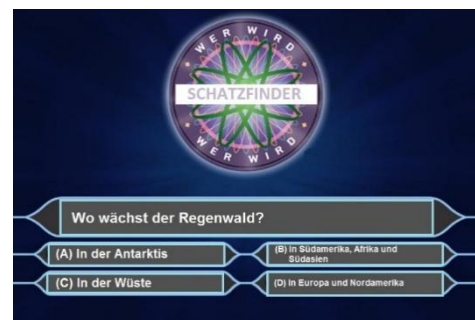 WER WIRD
SCHATZFINDER
WER WIRD
Wo wächst der Regenwald?
(A) In der Antarktis
(B) In Südamerika, Afrika und
Südasien
(C) In der Wüste
(D) In Europa und Nordamerika